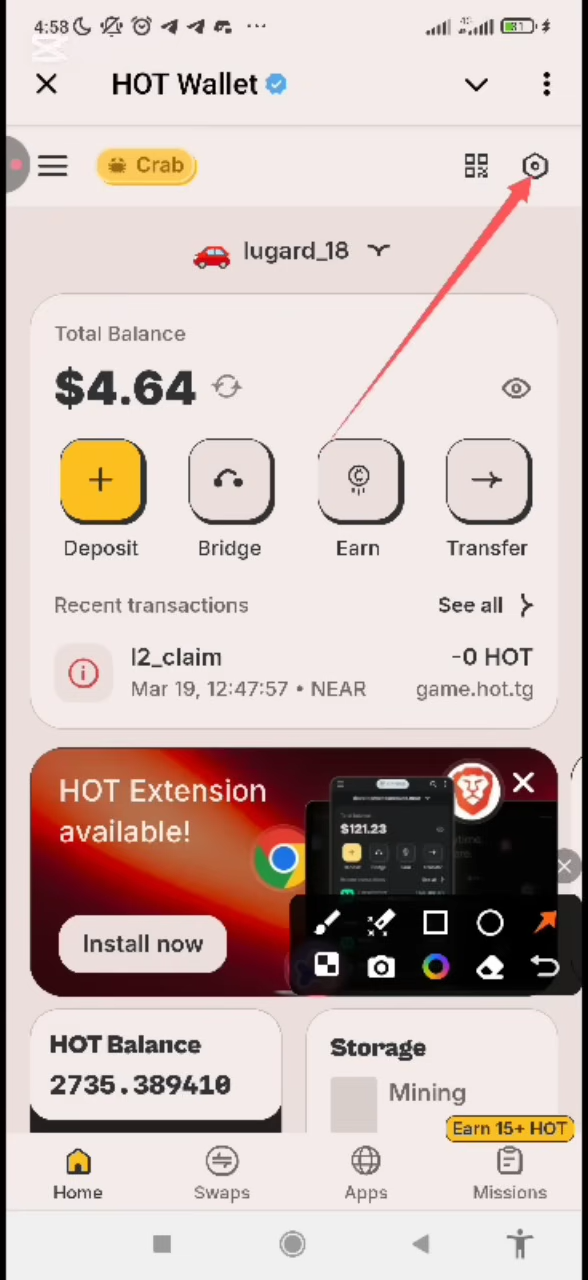 4:58
81
HOT Wallet
Crab
lugard_18
Total Balance
$4.64
Deposit
Bridge
Earn
Transfer
Recent transactions
See all
l2_claim
-0 HOT
Mar 19, 12:47:57 • NEAR
game.hot.tg
HOT Extension
available!
$121.23
Install now
HOT Balance
2735.389410
Storage
Mining
Earn 15+ HOT
Home
Swaps
Apps
Missions